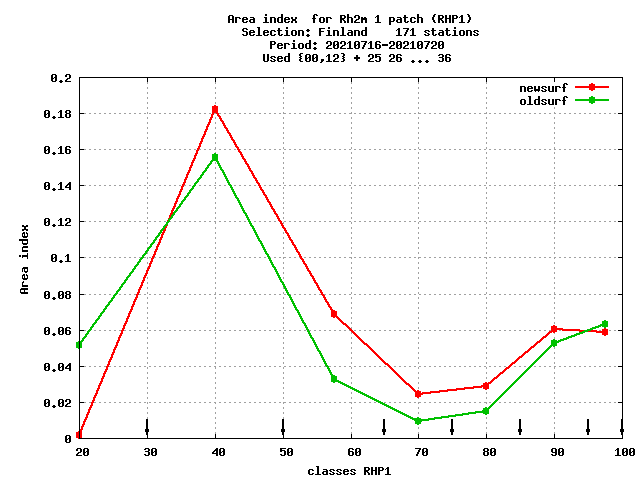 Area index  for Rh2m 1 patch (RHP1)
Selection: Finland    171 stations
Period: 20210716-20210720
Used {00,12} + 25 26 ... 36
newsurf
oldsurf
0.2
0.18
0.16
0.14
0.12
0.1
0.08
0.06
0.04
0.02
0
Area index
20 30 40 50 60 70 80 90 100
classes RHP1